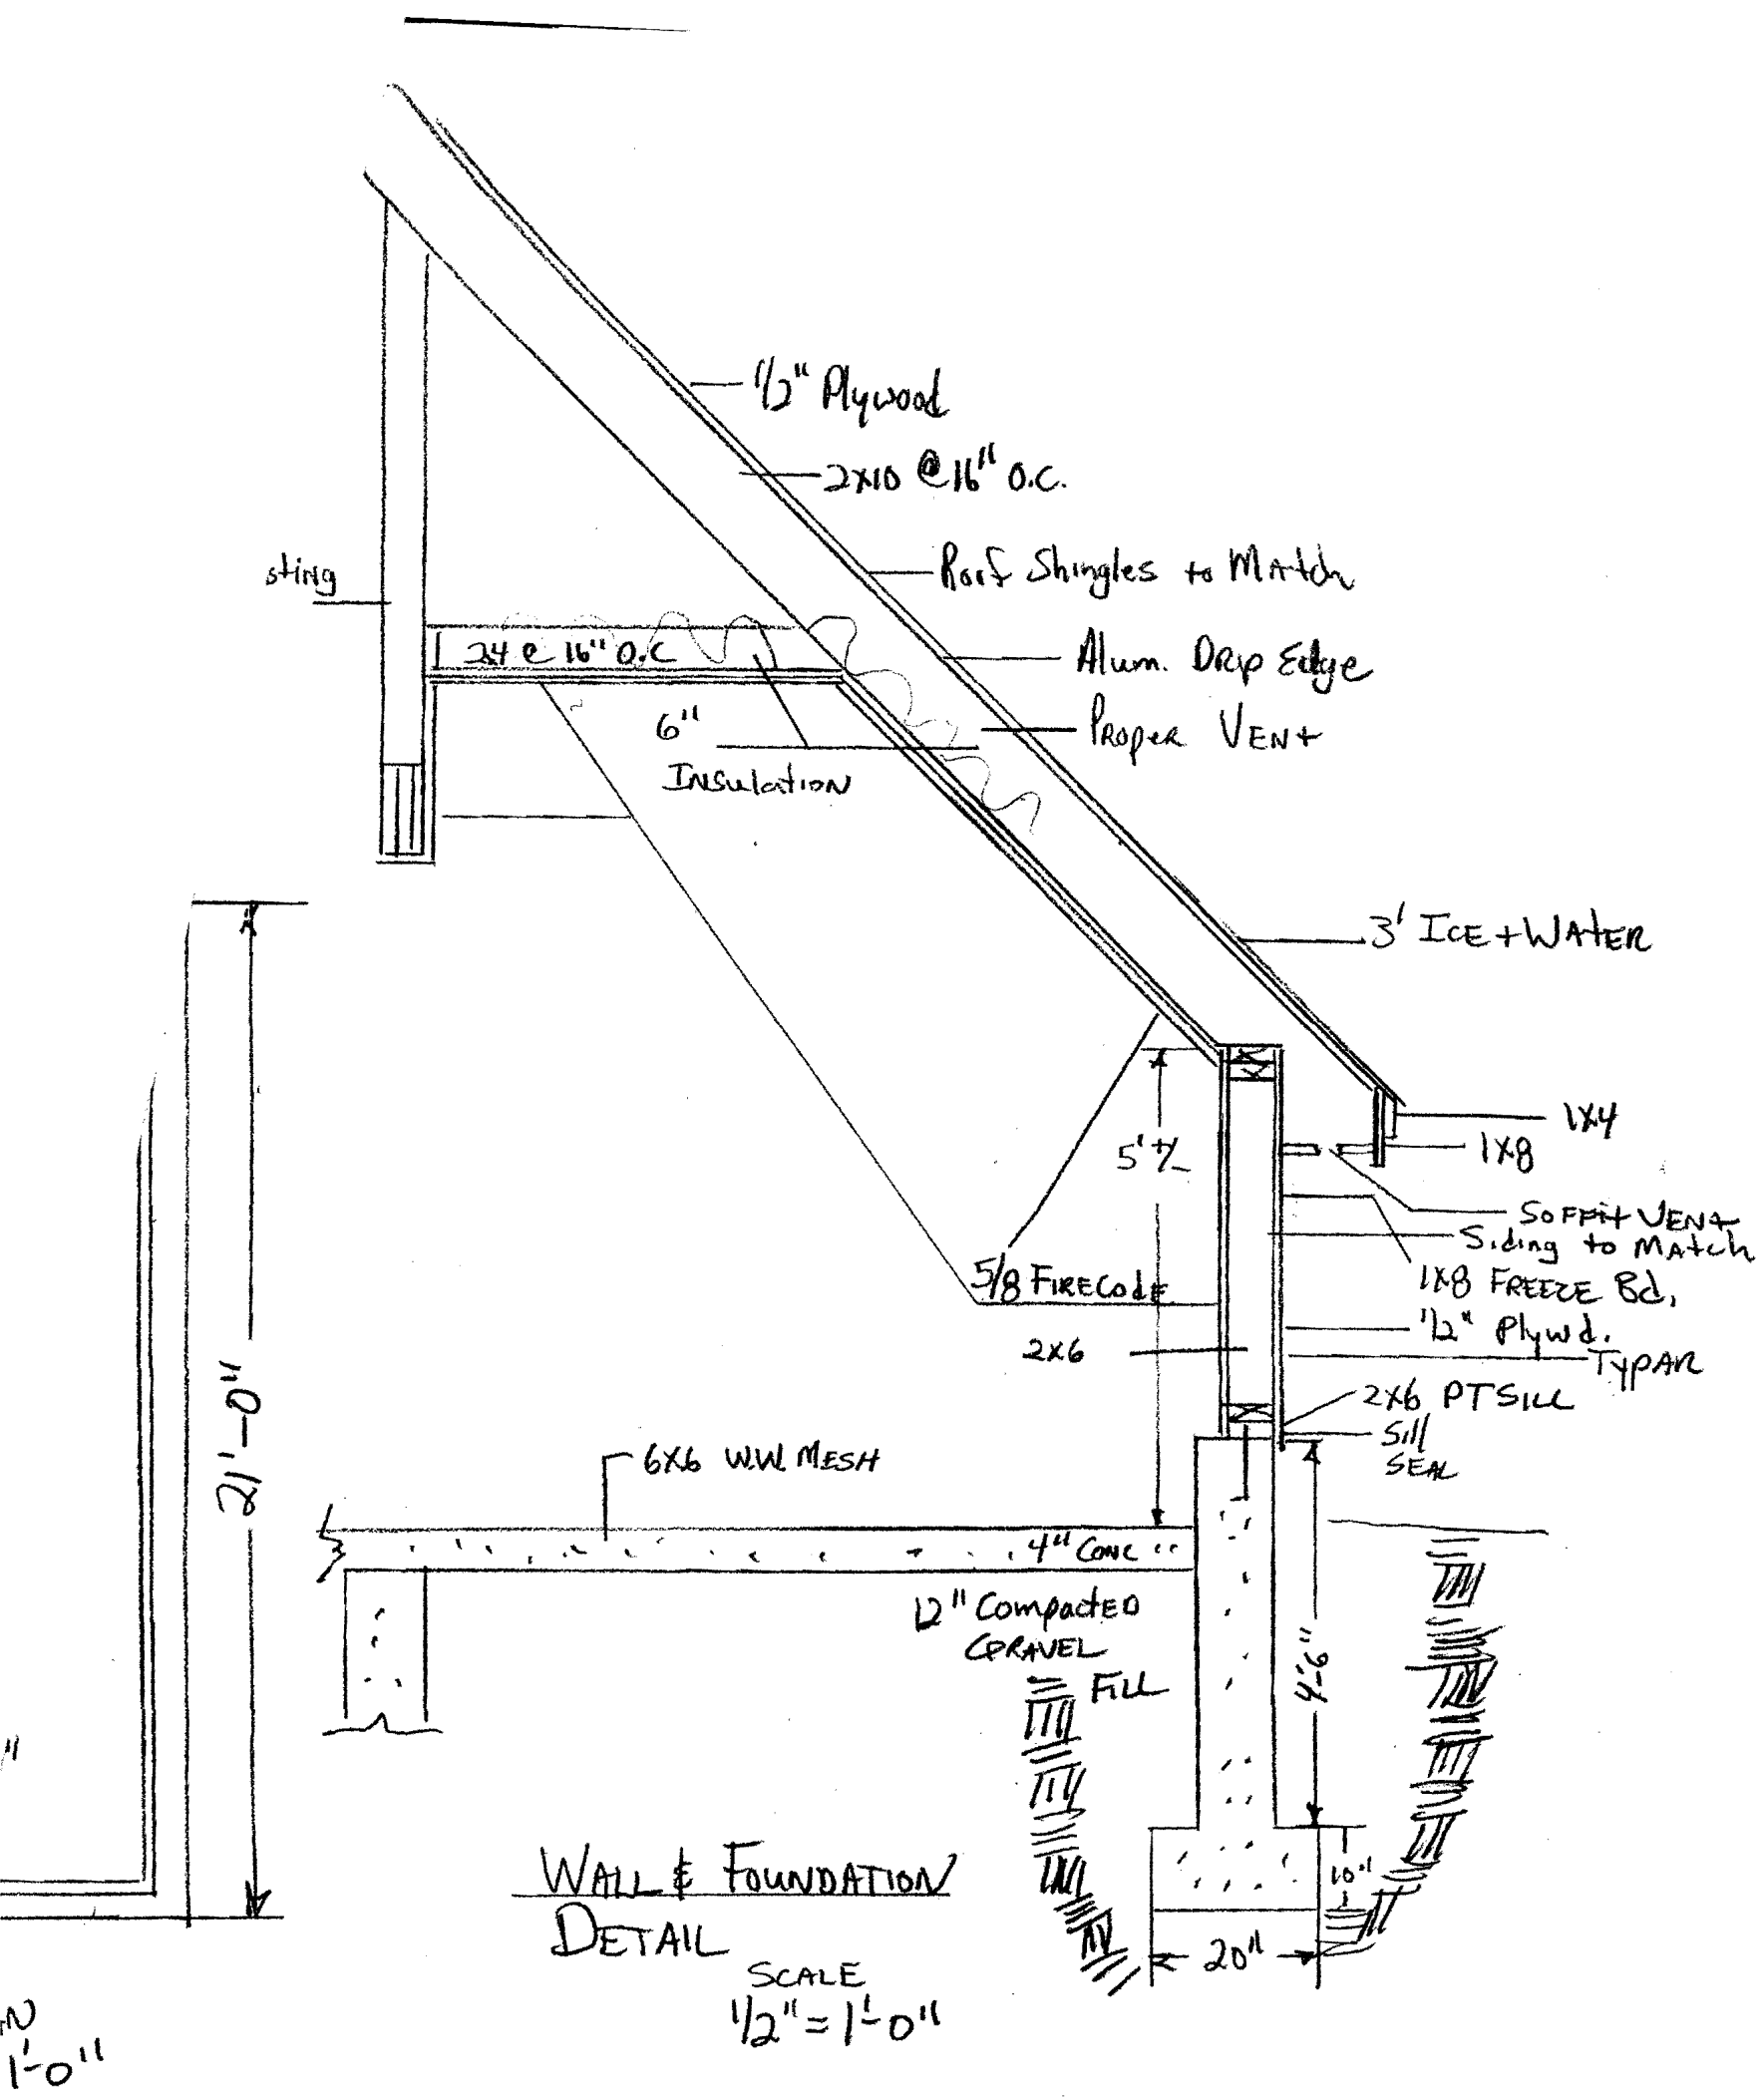 1/2" Plywood
2x10 @ 16" O.C.
Roof Shingles to Match
sting
Alum. Drip Edge
2x4 @ 16" O.C
Proper Vent
6"
Insulation
3' Ice + Water
1x4
5' +/-
1x8
Soffit Vent
Siding to Match
5/8 Firecode
1x8 Freeze Bd.
1/2" Plywd.
2x6
Typar
2x6 PT Sill
21'-0"
Sill
Seal
6x6 W.W. Mesh
4" Conc
12" Compacted
Gravel
Fill
4'-6"
"
Wall & Foundation
Detail
10"
20"
Scale
1/2" = 1'-0"
1'-0"